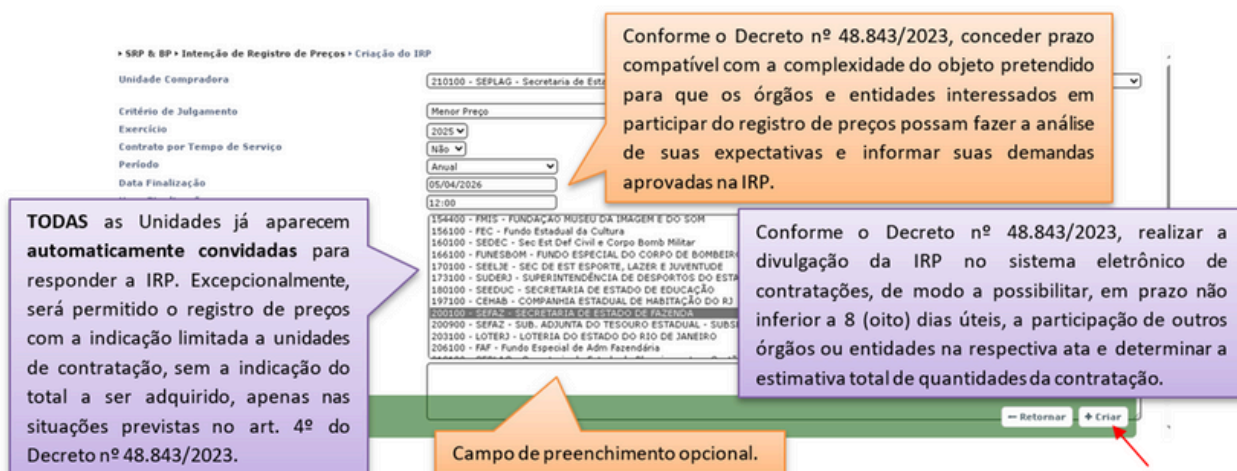 ▸ SRP & BP ▸ Intenção de Registro de Preços ▸ Criação do IRP
Unidade Compradora
210100 - SEPLAG - Secretaria de Esta
Critério de Julgamento
Menor Preço
Exercício
2025
Contrato por Tempo de Serviço
Não
Período
Anual
Data Finalização
05/04/2026
12:00
Conforme o Decreto nº 48.843/2023, conceder prazo
compatível com a complexidade do objeto pretendido
para que os órgãos e entidades interessados em
participar do registro de preços possam fazer a análise
de suas expectativas e informar suas demandas
aprovadas na IRP.
TODAS as Unidades já aparecem
automaticamente convidadas para
responder a IRP. Excepcionalmente,
será permitido o registro de preços
com a indicação limitada a unidades
de contratação, sem a indicação do
total a ser adquirido, apenas nas
situações previstas no art. 4º do
Decreto nº 48.843/2023.
154400 - FMIS - FUNDAÇÃO MUSEU DA IMAGEM E DO SOM
156100 - FEC - Fundo Estadual da Cultura
160100 - SEDEC - Sec Est Def Civil e Corpo Bomb Militar
166100 - FUNESBOM - FUNDO ESPECIAL DO CORPO DE BOMBEIRO
170100 - SEELJE - SEC DE EST ESPORTE, LAZER E JUVENTUDE
173100 - SUDERJ - SUPERINTENDÊNCIA DE DESPORTOS DO ESTA
180100 - SEEDUC - SECRETARIA DE ESTADO DE EDUCAÇÃO
197100 - CEHAB - COMPANHIA ESTADUAL DE HABITAÇÃO DO RJ
200100 - SEFAZ - SECRETARIA DE ESTADO DE FAZENDA
200900 - SEFAZ - SUB. ADJUNTA DO TESOURO ESTADUAL - SUBS
203100 - LOTERJ - LOTERIA DO ESTADO DO RIO DE JANEIRO
206100 - FAF - Fundo Especial de Adm Fazendária
Conforme o Decreto nº 48.843/2023, realizar a
divulgação da IRP no sistema eletrônico de
contratações, de modo a possibilitar, em prazo não
inferior a 8 (oito) dias úteis, a participação de outros
órgãos ou entidades na respectiva ata e determinar a
estimativa total de quantidades da contratação.
Retornar
+ Criar
Campo de preenchimento opcional.